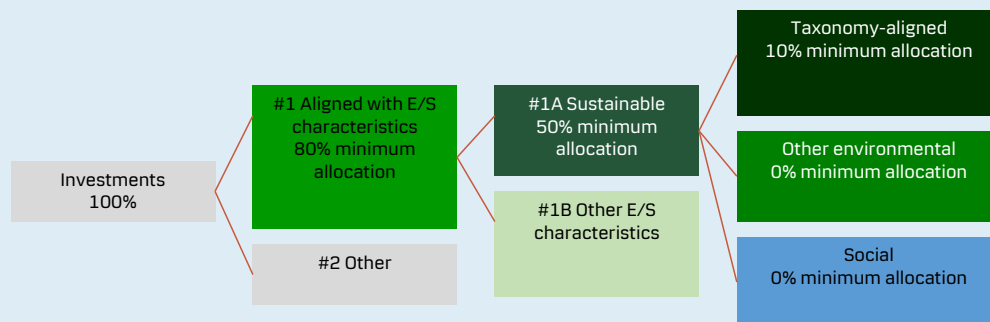 Investments
100%
#1 Aligned with E/S
characteristics
80% minimum
allocation
#2 Other
#1A Sustainable
50% minimum
allocation
#1B Other E/S
characteristics
Taxonomy-aligned
10% minimum allocation
Other environmental
0% minimum allocation
Social
0% minimum allocation